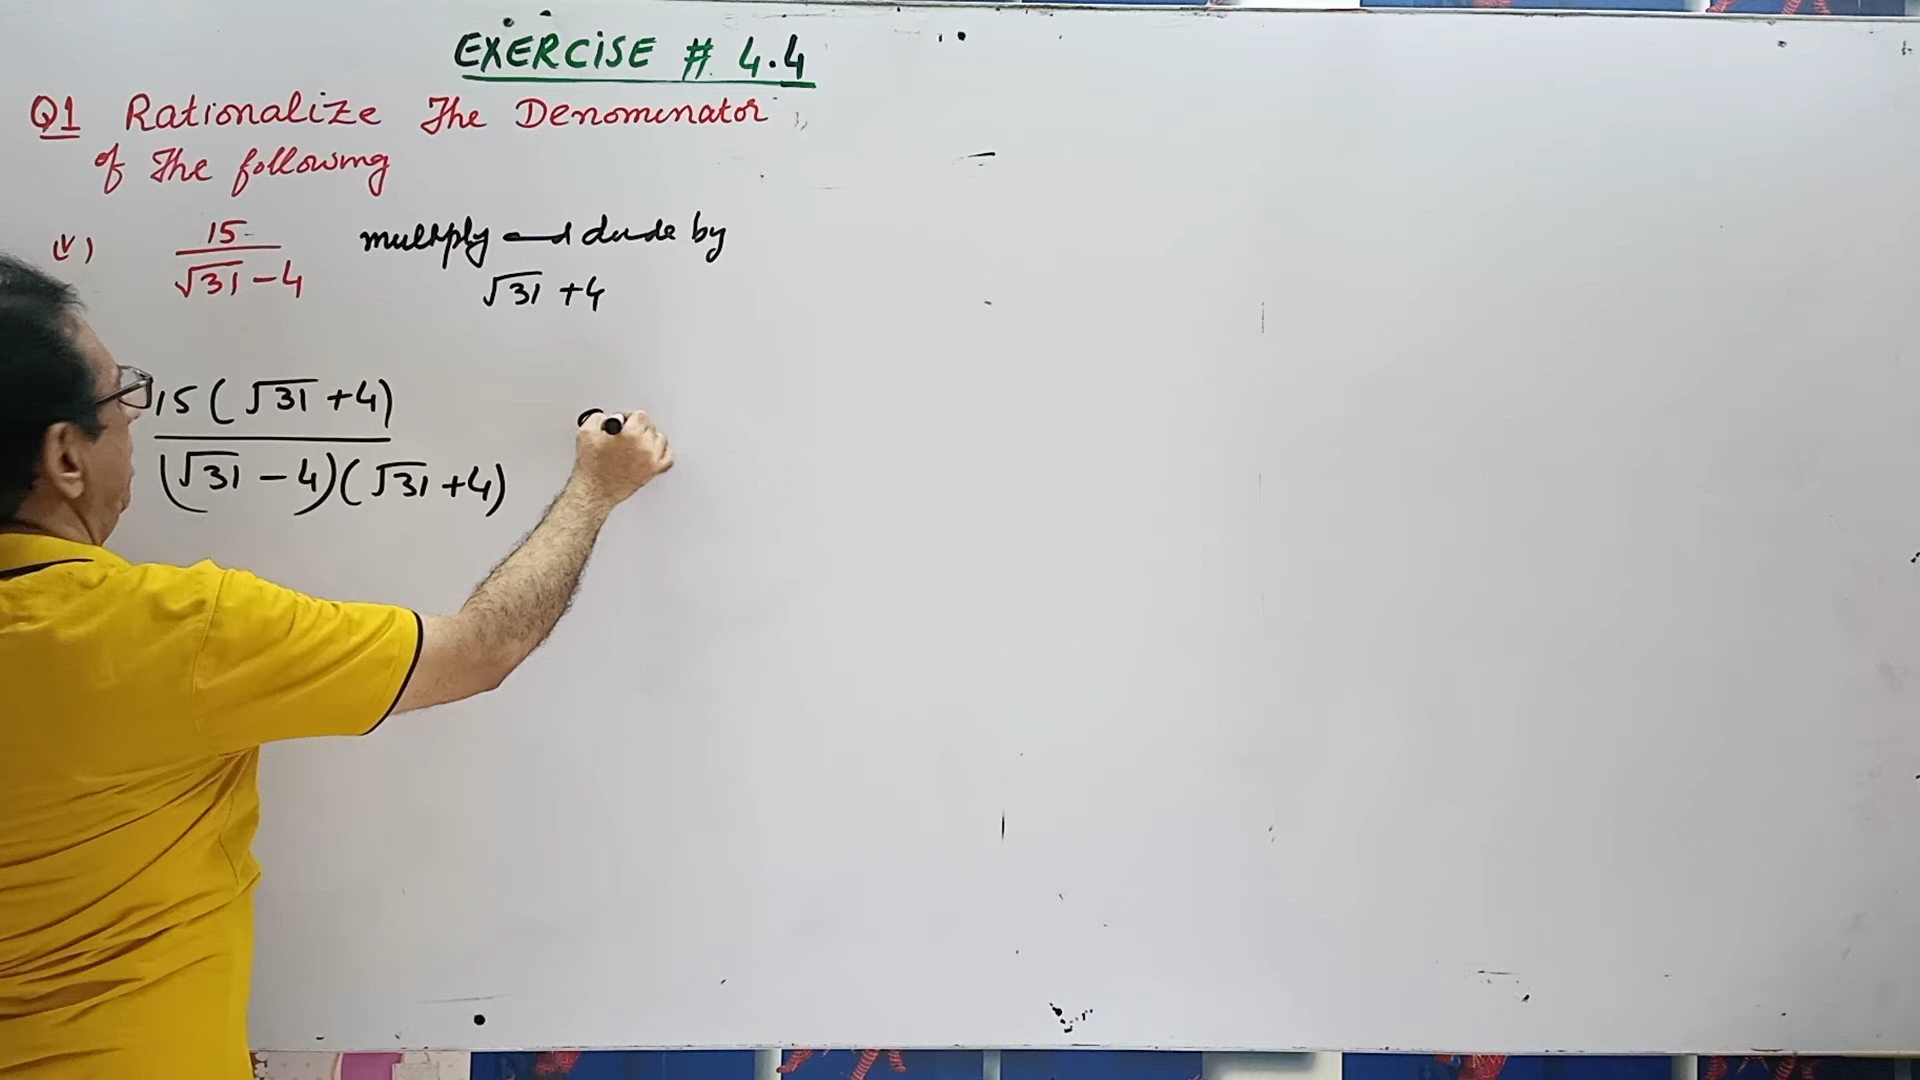 EXERCISE # 4.4
Q1 Rationalize The Denominator
of The following
(v) 15/(√31 - 4) multiply and divide by
√31 + 4
15(√31 + 4)
(√31 - 4)(√31 + 4)